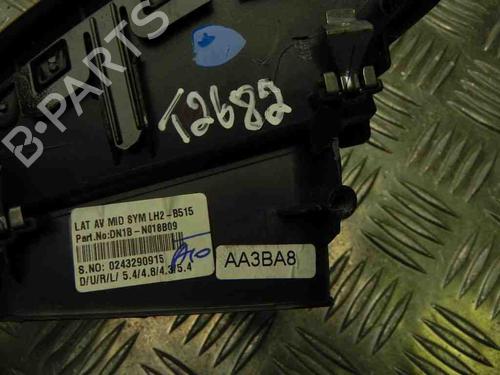 B-PARTS
T2682
LAT AV MID SYM LH2-B515
Part.No:DN1B-N018B09
S.NO: 0243290915
D/U/R/L/ 5.4/4.8/4.3/5.4
AA3BA8